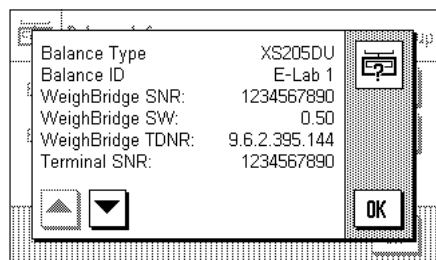 Balance Type XS205DU
Balance ID E-Lab 1
WeighBridge SNR: 1234567890
WeighBridge SW: 0.50
WeighBridge TDNR: 9.6.2.395.144
Terminal SNR: 1234567890
OK